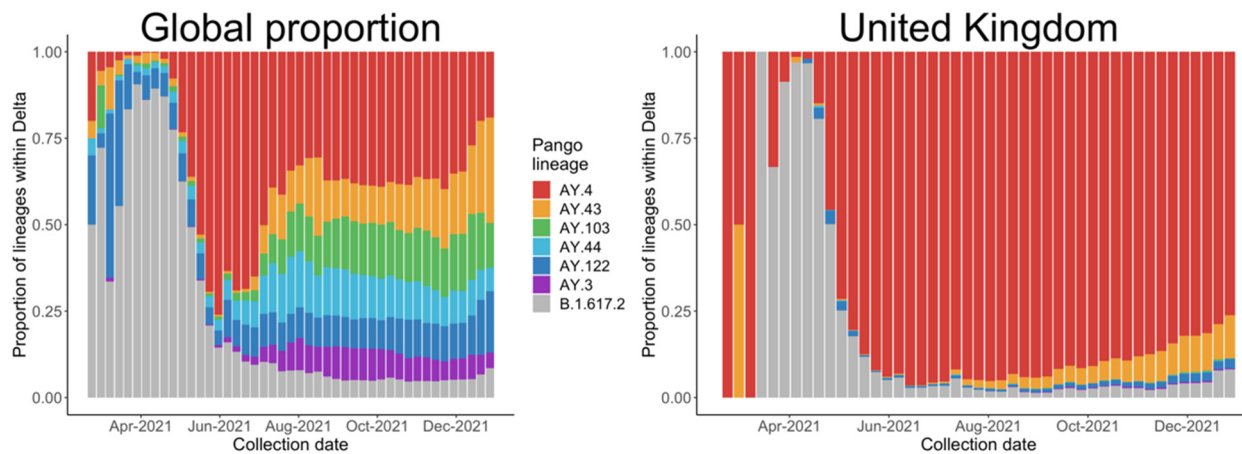 Global proportion
Proportion of lineages within Delta
1.00
0.75
0.50
0.25
0.00
Apr-2021
Jun-2021
Aug-2021
Oct-2021
Dec-2021
Collection date
Pango
lineage
AY.4
AY.43
AY.103
AY.44
AY.122
AY.3
B.1.617.2
United Kingdom
Proportion of lineages within Delta
1.00
0.75
0.50
0.25
0.00
Apr-2021
Jun-2021
Aug-2021
Oct-2021
Dec-2021
Collection date